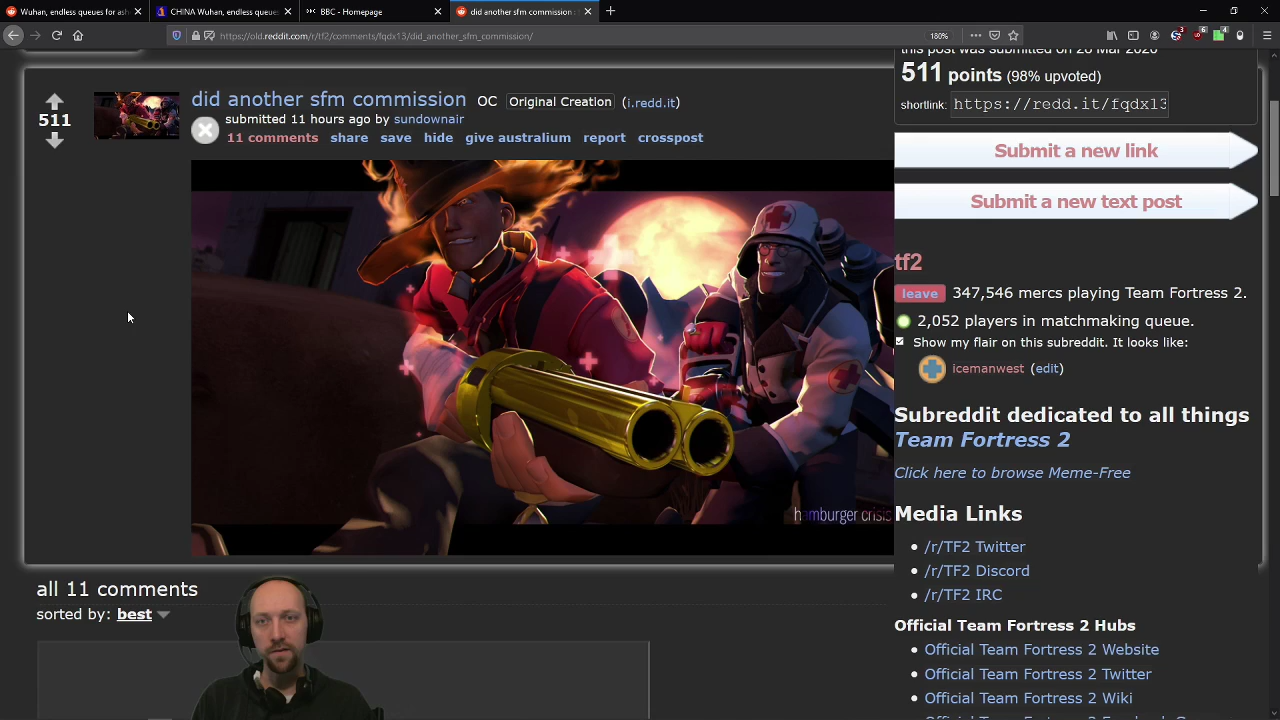 Wuhan, endless queues for ash
CHINA Wuhan, endless queues
BBC - Homepage
did another sfm commission :
https://old.reddit.com/r/tf2/comments/fqdx13/did_another_sfm_commission/
180%
this post was submitted on 28 Mar 2020
511 points (98% upvoted)
shortlink: https://redd.it/fqdx13
511
did another sfm commission OC Original Creation (i.redd.it)
submitted 11 hours ago by sundownair
11 comments share save hide give australium report crosspost
Submit a new link
Submit a new text post
tf2
leave 347,546 mercs playing Team Fortress 2.
2,052 players in matchmaking queue.
Show my flair on this subreddit. It looks like:
icemanwest (edit)
Subreddit dedicated to all things
Team Fortress 2
Click here to browse Meme-Free
hamburger crisis
Media Links
/r/TF2 Twitter
/r/TF2 Discord
/r/TF2 IRC
Official Team Fortress 2 Hubs
Official Team Fortress 2 Website
Official Team Fortress 2 Twitter
Official Team Fortress 2 Wiki
all 11 comments
sorted by: best